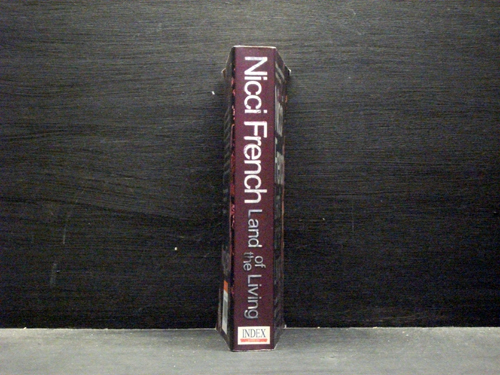 Nicci French
Land of
the Living
INDEX